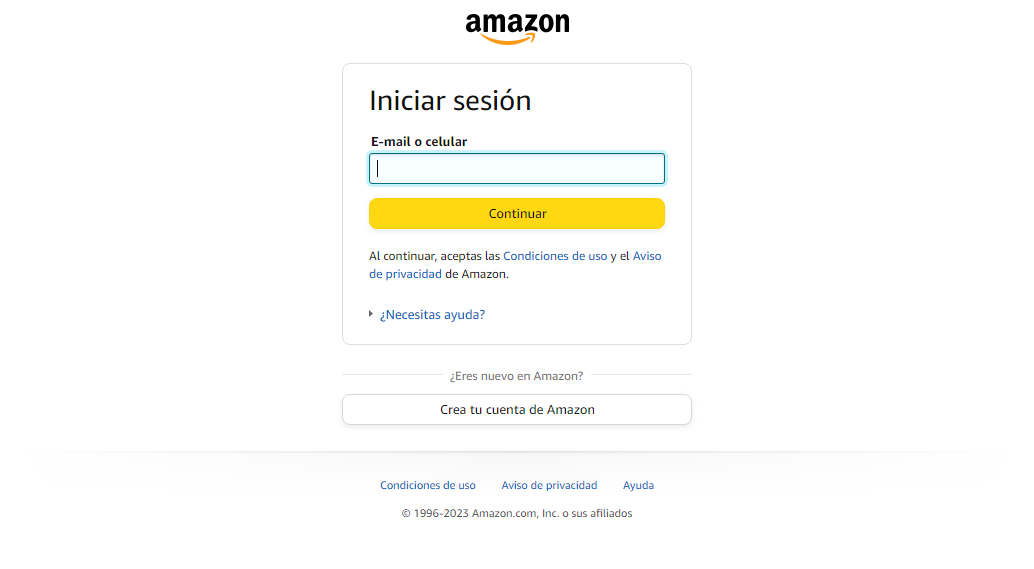 amazon
Iniciar sesión
E-mail o celular
Continuar
Al continuar, aceptas las Condiciones de uso y el Aviso
de privacidad de Amazon.
¿Necesitas ayuda?
¿Eres nuevo en Amazon?
Crea tu cuenta de Amazon
Condiciones de uso Aviso de privacidad Ayuda
© 1996-2023 Amazon.com, Inc. o sus afiliados